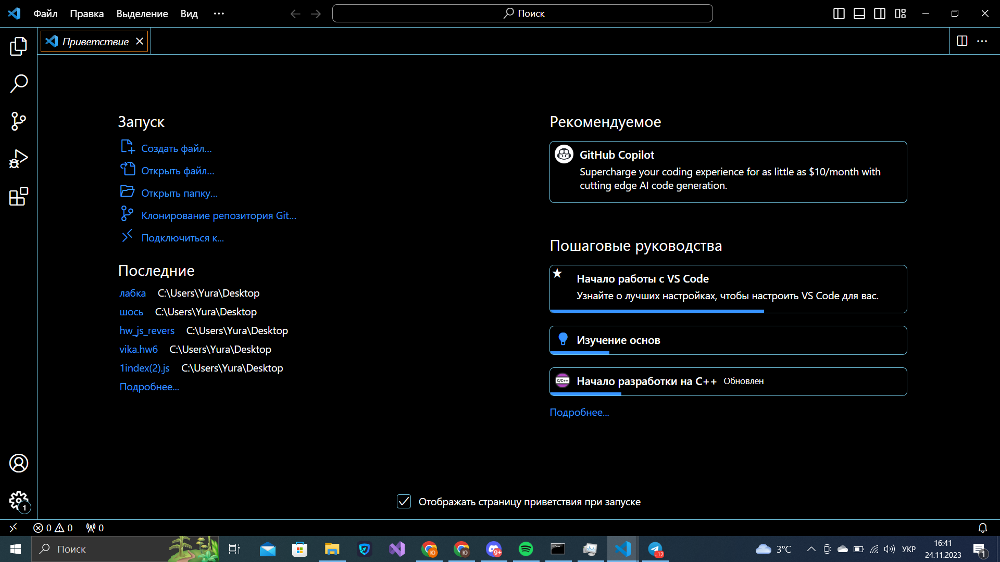 Файл Правка Выделение Вид ··· Поиск
Приветствие
Запуск
Создать файл...
Открыть файл...
Открыть папку...
Клонирование репозитория Git...
Подключиться к...
Последние
лабка C:\Users\Yura\Desktop
шось C:\Users\Yura\Desktop
hw_js_revers C:\Users\Yura\Desktop
vika.hw6 C:\Users\Yura\Desktop
1index(2).js C:\Users\Yura\Desktop
Подробнее...
Рекомендуемое
GitHub Copilot
Supercharge your coding experience for as little as $10/month with
cutting edge AI code generation.
Пошаговые руководства
Начало работы с VS Code
Узнайте о лучших настройках, чтобы настроить VS Code для вас.
Изучение основ
C/C++ Начало разработки на C++ Обновлен
Подробнее...
Отображать страницу приветствия при запуске
1
0 0 0
Поиск
Ю
Ю
9+
..12
3°C
УКР
16:41
24.11.2023
1